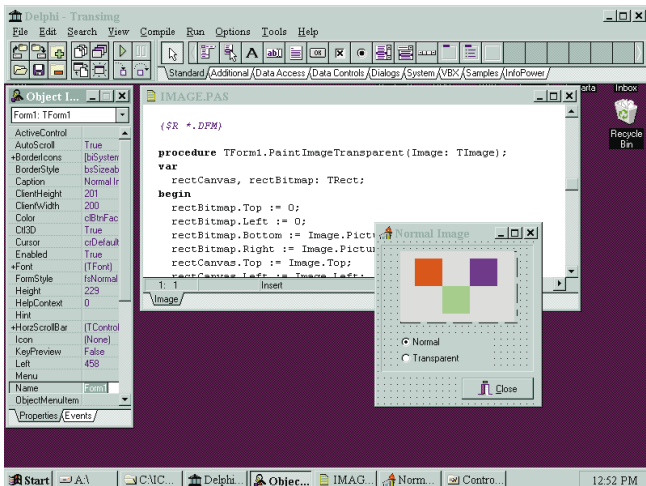 Delphi - Transimg
File Edit Search View Compile Run Options Tools Help
Standard Additional Data Access Data Controls Dialogs System VBX Samples InfoPower
Object I...
Form1: TForm1
ActiveControl
AutoScroll True
+BorderIcons [biSystem
BorderStyle bsSizeab
Caption Normal Ir
ClientHeight 201
ClientWidth 200
Color clBtnFac
Ctl3D True
Cursor crDefault
Enabled True
+Font (TFont)
FormStyle fsNormal
Height 229
HelpContext 0
Hint
+HorzScrollBar (TControl
Icon (None)
KeyPreview False
Left 458
Menu
Name Form1
ObjectMenuItem
Properties Events
IMAGE.PAS
{$R *.DFM}
procedure TForm1.PaintImageTransparent(Image: TImage);
var
rectCanvas, rectBitmap: TRect;
begin
rectBitmap.Top := 0;
rectBitmap.Left := 0;
rectBitmap.Bottom := Image.Pictu
rectBitmap.Right := Image.Pictur
rectCanvas.Top := Image.Top;
rectCanvas.Left := Image.Left;
1: 1 Insert
Image
Normal Image
Normal
Transparent
Close
arta Inbox
Recycle
Bin
Start A:\ C:\IC... Delphi... Objec... IMAG... Norm... Contro... 12:52 PM